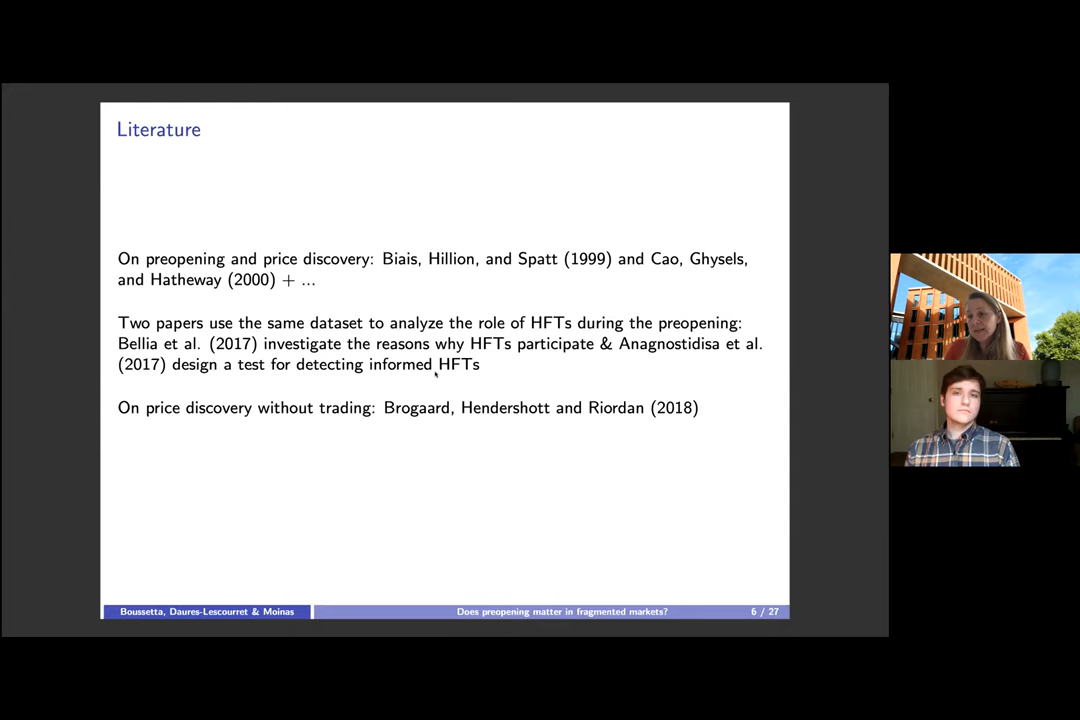 Literature
On preopening and price discovery: Biais, Hillion, and Spatt (1999) and Cao, Ghysels,
and Hatheway (2000) + ...
Two papers use the same dataset to analyze the role of HFTs during the preopening:
Bellia et al. (2017) investigate the reasons why HFTs participate & Anagnostidisa et al.
(2017) design a test for detecting informed HFTs
On price discovery without trading: Brogaard, Hendershott and Riordan (2018)
Boussetta, Daures-Lescourret & Moinas
Does preopening matter in fragmented markets?
6 / 27